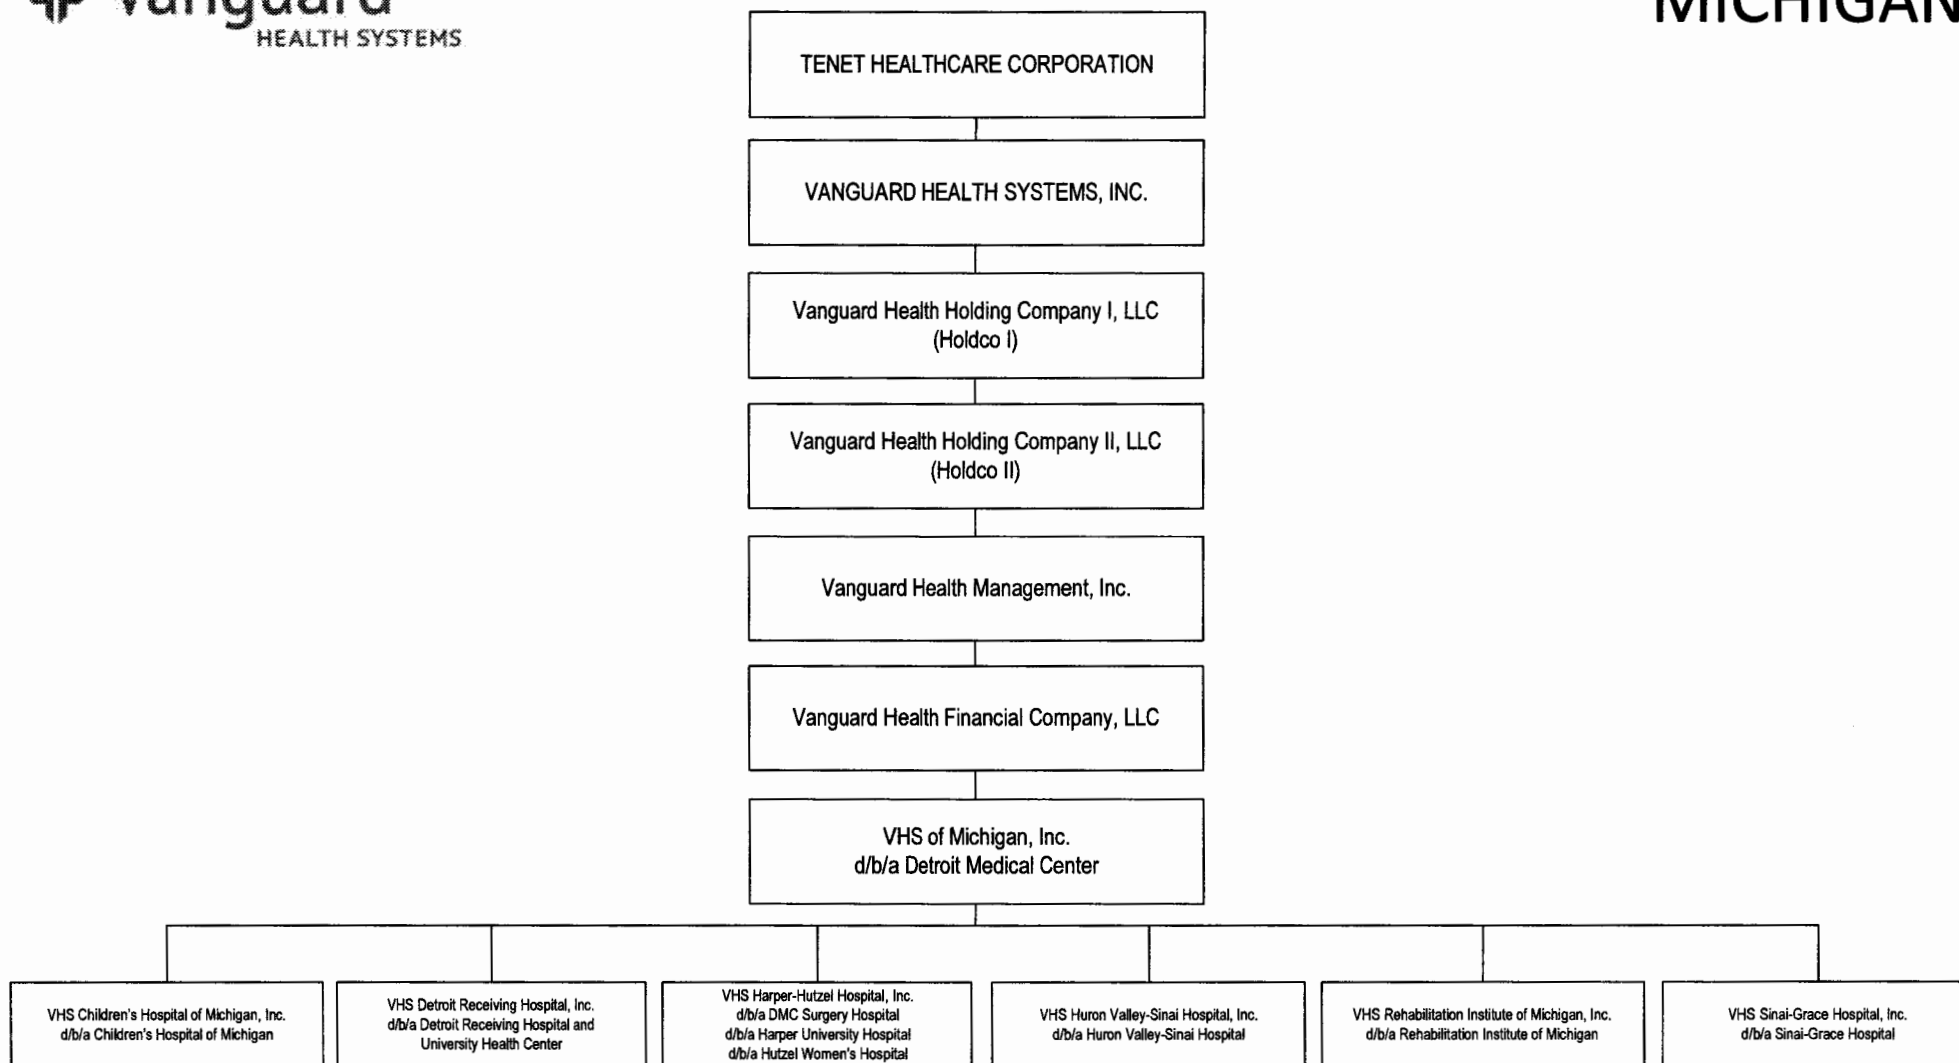 Vanguard
HEALTH SYSTEMS
MICHIGAN
TENET HEALTHCARE CORPORATION
VANGUARD HEALTH SYSTEMS, INC.
Vanguard Health Holding Company I, LLC
(Holdco I)
Vanguard Health Holding Company II, LLC
(Holdco II)
Vanguard Health Management, Inc.
Vanguard Health Financial Company, LLC
VHS of Michigan, Inc.
d/b/a Detroit Medical Center
VHS Children's Hospital of Michigan, Inc.
d/b/a Children's Hospital of Michigan
VHS Detroit Receiving Hospital, Inc.
d/b/a Detroit Receiving Hospital and
University Health Center
VHS Harper-Hutzel Hospital, Inc.
d/b/a DMC Surgery Hospital
d/b/a Harper University Hospital
d/b/a Hutzel Women's Hospital
VHS Huron Valley-Sinai Hospital, Inc.
d/b/a Huron Valley-Sinai Hospital
VHS Rehabilitation Institute of Michigan, Inc.
d/b/a Rehabilitation Institute of Michigan
VHS Sinai-Grace Hospital, Inc.
d/b/a Sinai-Grace Hospital